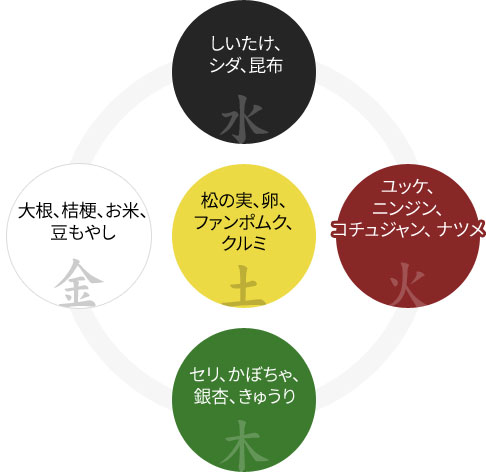 しいたけ、
シダ、昆布
水
大根、桔梗、お米、
豆もやし
金
松の実、卵、
ファンポムク、
クルミ
土
ユッケ、
ニンジン、
コチュジャン、ナツメ
火
セリ、かぼちゃ、
銀杏、きゅうり
木